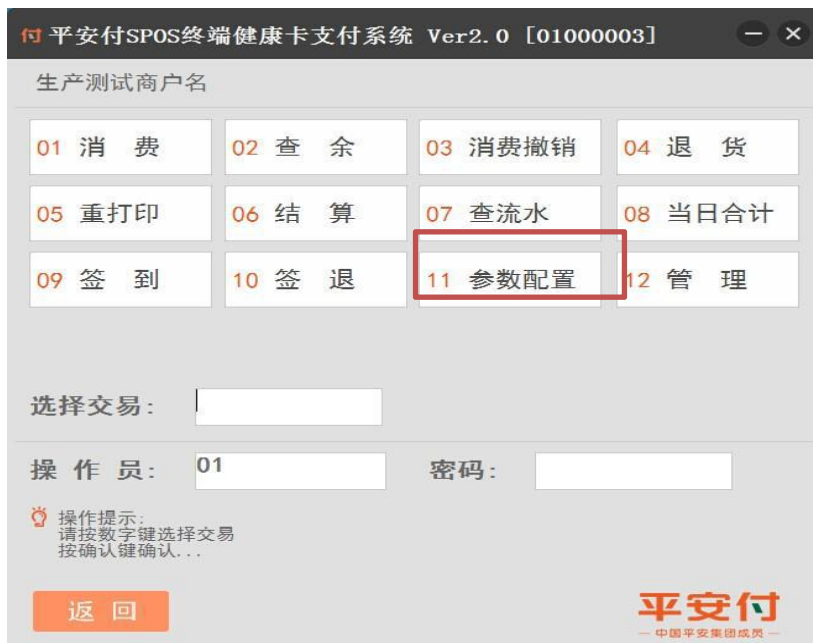 付 平安付SPOS终端健康卡支付系统 Ver2.0 [01000003]
生产测试商户名
01 消 费 02 查 余 03 消费撤销 04 退 货
05 重打印 06 结 算 07 查流水 08 当日合计
09 签 到 10 签 退 11 参数配置 12 管 理
选择交易:
操 作 员: 01 密码:
操作提示:
请按数字键选择交易
按确认键确认...
返 回
平安付
中国平安集团成员